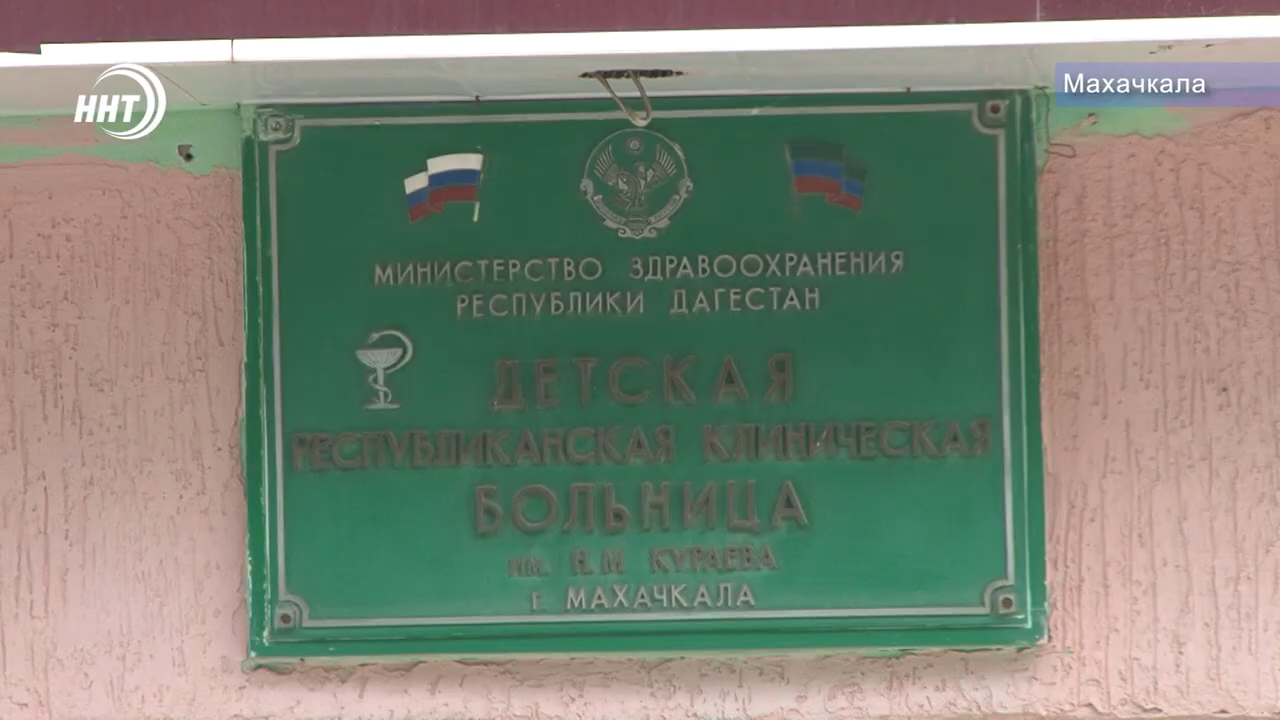 ННТ
Махачкала
МИНИСТЕРСТВО ЗДРАВООХРАНЕНИЯ
РЕСПУБЛИКИ ДАГЕСТАН
ДЕТСКАЯ
РЕСПУБЛИКАНСКАЯ КЛИНИЧЕСКАЯ
БОЛЬНИЦА
ИМ. Н.М КУРАЕВА
Г. МАХАЧКАЛА